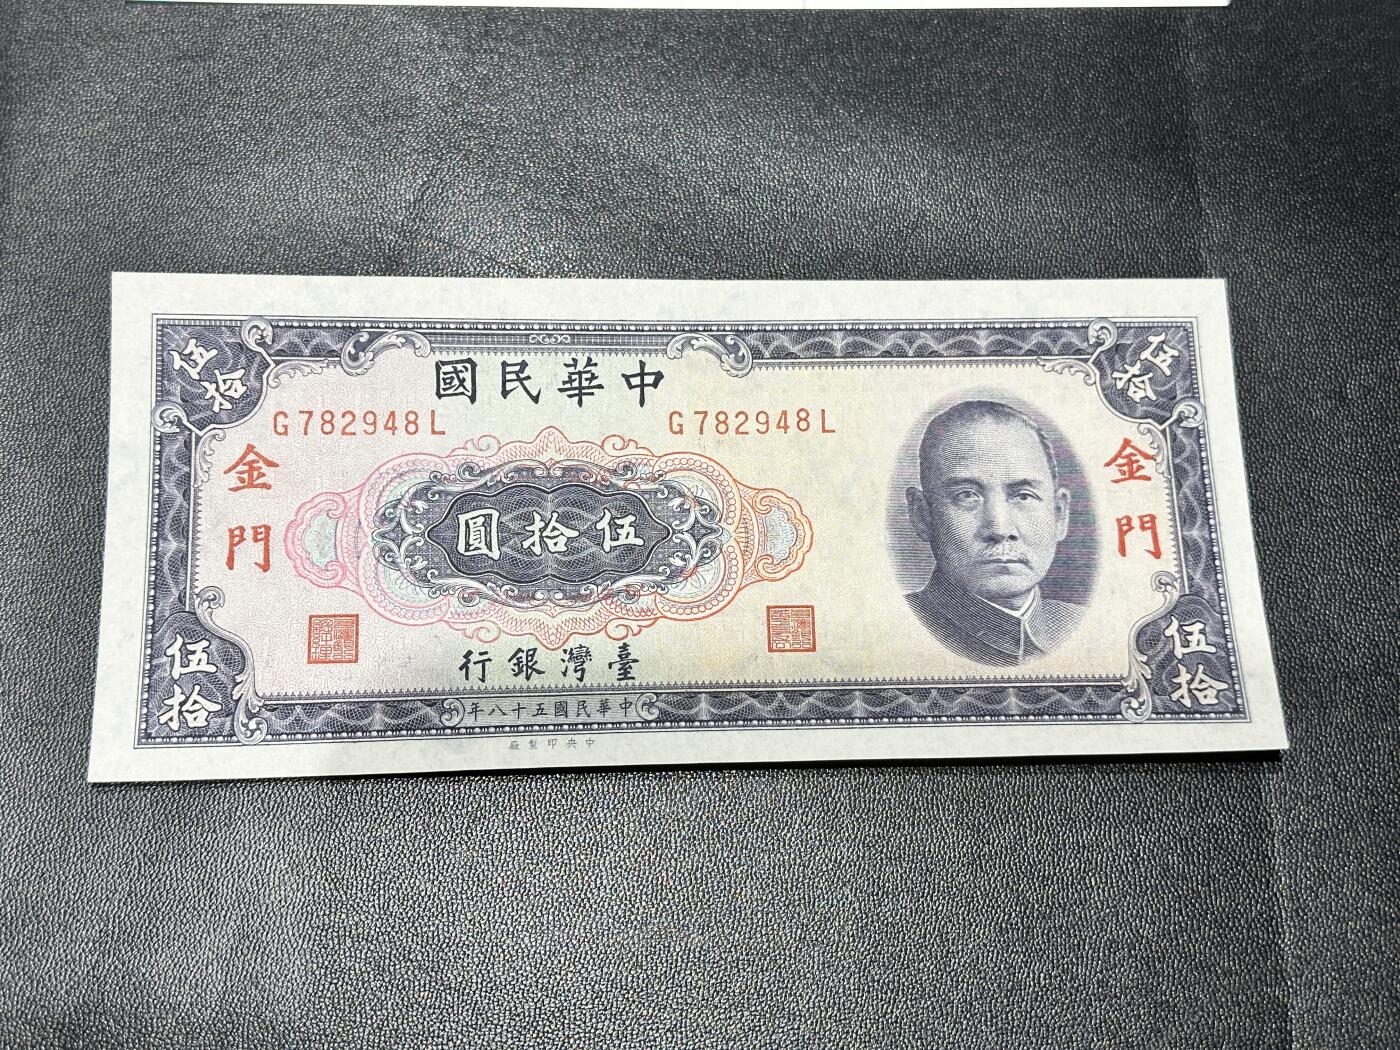 伍拾
伍拾
中華民國
G782948L
G782948L
金門
金門
伍拾圓
臺灣銀行
伍拾
伍拾
中華民國五十八年
中央印製廠